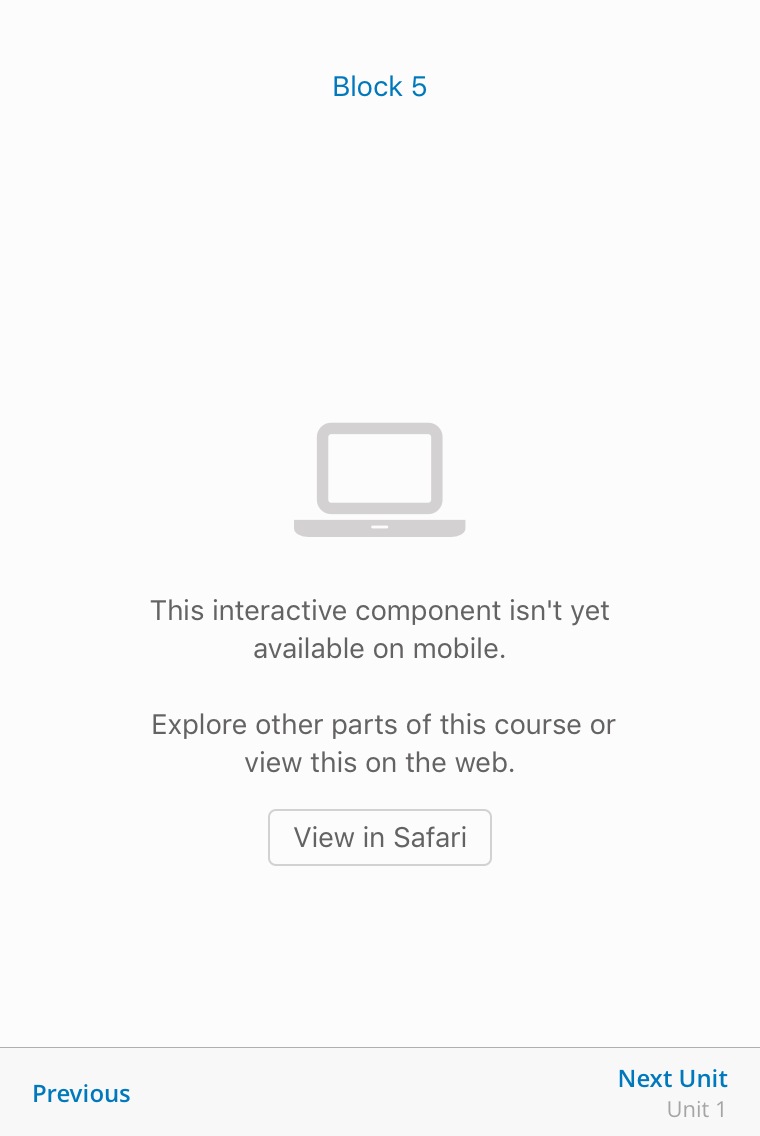 Block 5
This interactive component isn't yet
available on mobile.
Explore other parts of this course or
view this on the web.
View in Safari
Previous
Next Unit
Unit 1